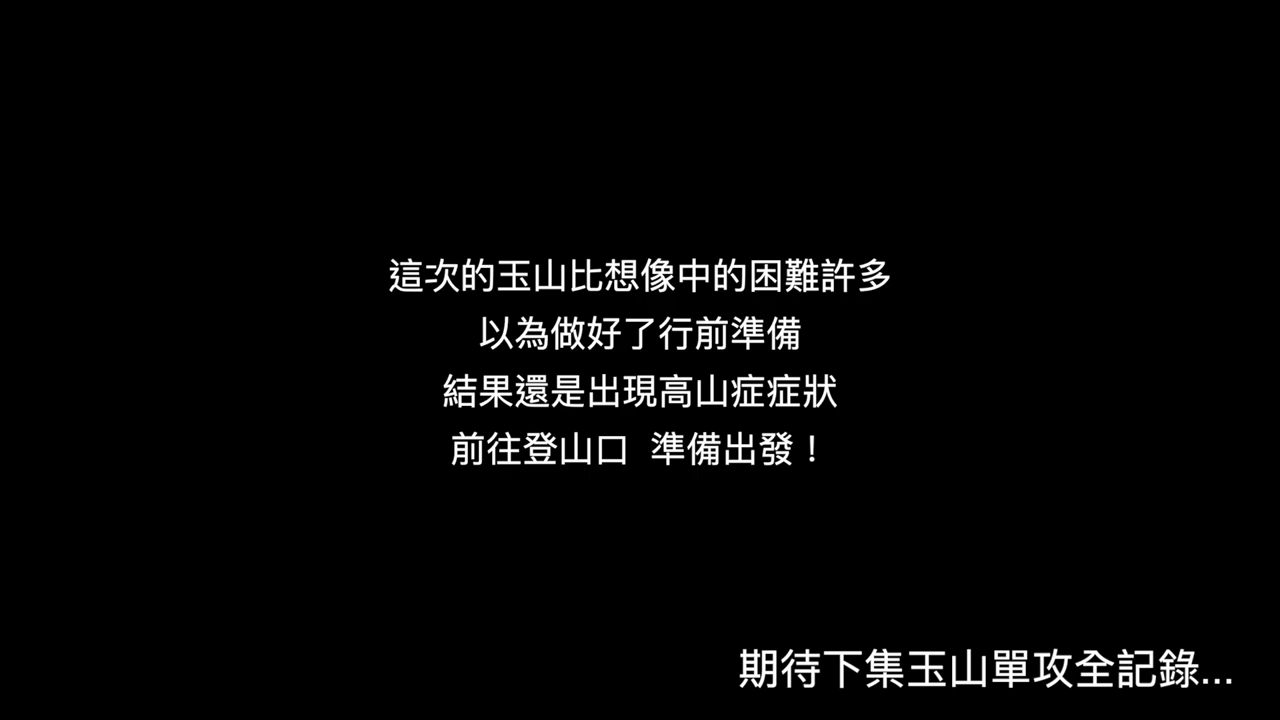 這次的玉山比想像中的困難許多
以為做好了行前準備
結果還是出現高山症症狀
前往登山口 準備出發！
期待下集玉山單攻全記錄...